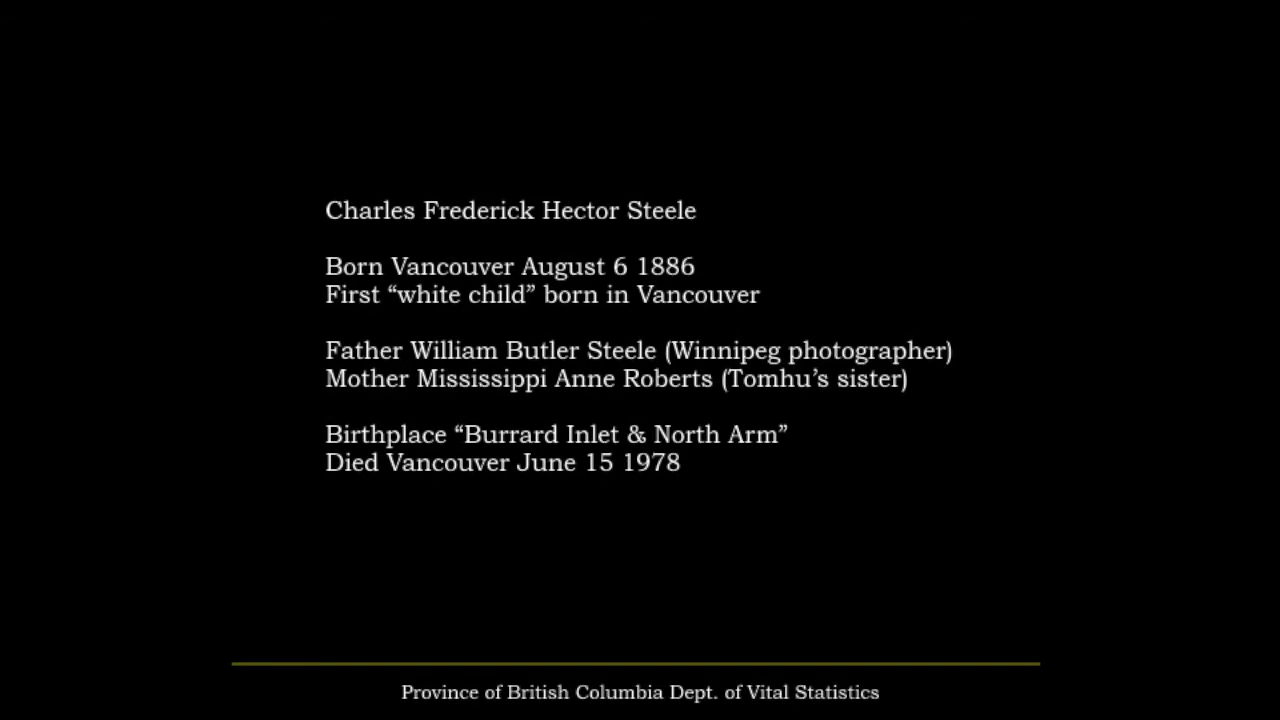 Charles Frederick Hector Steele
Born Vancouver August 6 1886
First “white child” born in Vancouver
Father William Butler Steele (Winnipeg photographer)
Mother Mississippi Anne Roberts (Tomhu’s sister)
Birthplace “Burrard Inlet & North Arm”
Died Vancouver June 15 1978
Province of British Columbia Dept. of Vital Statistics